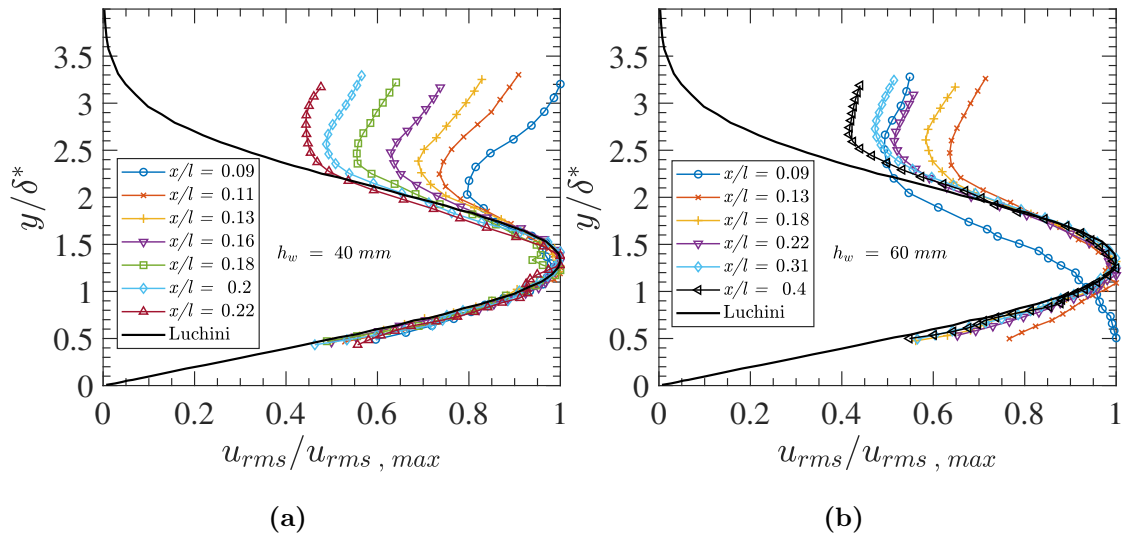 3.5
3
2.5
2
1.5
1
0.5
0
y/δ*
x/l = 0.09
x/l = 0.11
x/l = 0.13
x/l = 0.16
x/l = 0.18
x/l = 0.2
x/l = 0.22
Luchini
h_w = 40 mm
0 0.2 0.4 0.6 0.8 1
u_rms/u_rms , max
(a)
3.5
3
2.5
2
1.5
1
0.5
0
y/δ*
x/l = 0.09
x/l = 0.13
x/l = 0.18
x/l = 0.22
x/l = 0.31
x/l = 0.4
Luchini
h_w = 60 mm
0 0.2 0.4 0.6 0.8 1
u_rms/u_rms , max
(b)